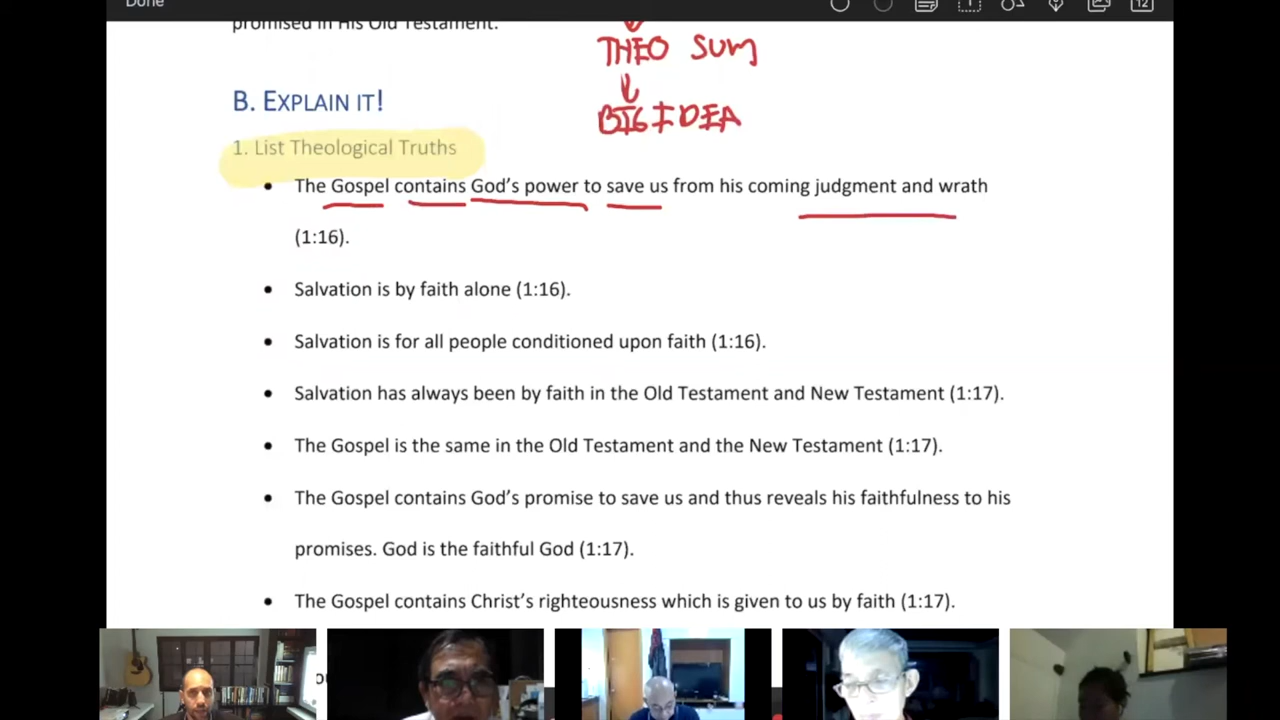 Done
12
promised in His Old Testament.
THEO SUM
BIG IDEA
B. EXPLAIN IT!
1. List Theological Truths
• The Gospel contains God's power to save us from his coming judgment and wrath
(1:16).
• Salvation is by faith alone (1:16).
• Salvation is for all people conditioned upon faith (1:16).
• Salvation has always been by faith in the Old Testament and New Testament (1:17).
• The Gospel is the same in the Old Testament and the New Testament (1:17).
• The Gospel contains God's promise to save us and thus reveals his faithfulness to his
promises. God is the faithful God (1:17).
• The Gospel contains Christ's righteousness which is given to us by faith (1:17).